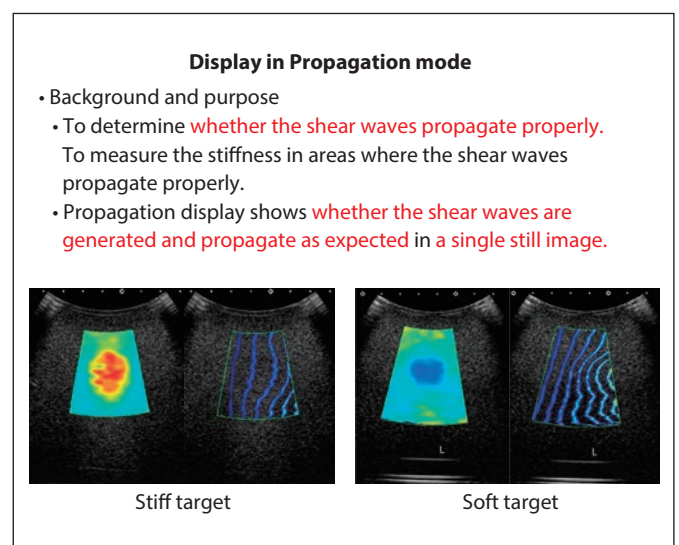 Display in Propagation mode
• Background and purpose
• To determine whether the shear waves propagate properly.
To measure the stiffness in areas where the shear waves
propagate properly.
• Propagation display shows whether the shear waves are
generated and propagate as expected in a single still image.
L
L
Stiff target
Soft target